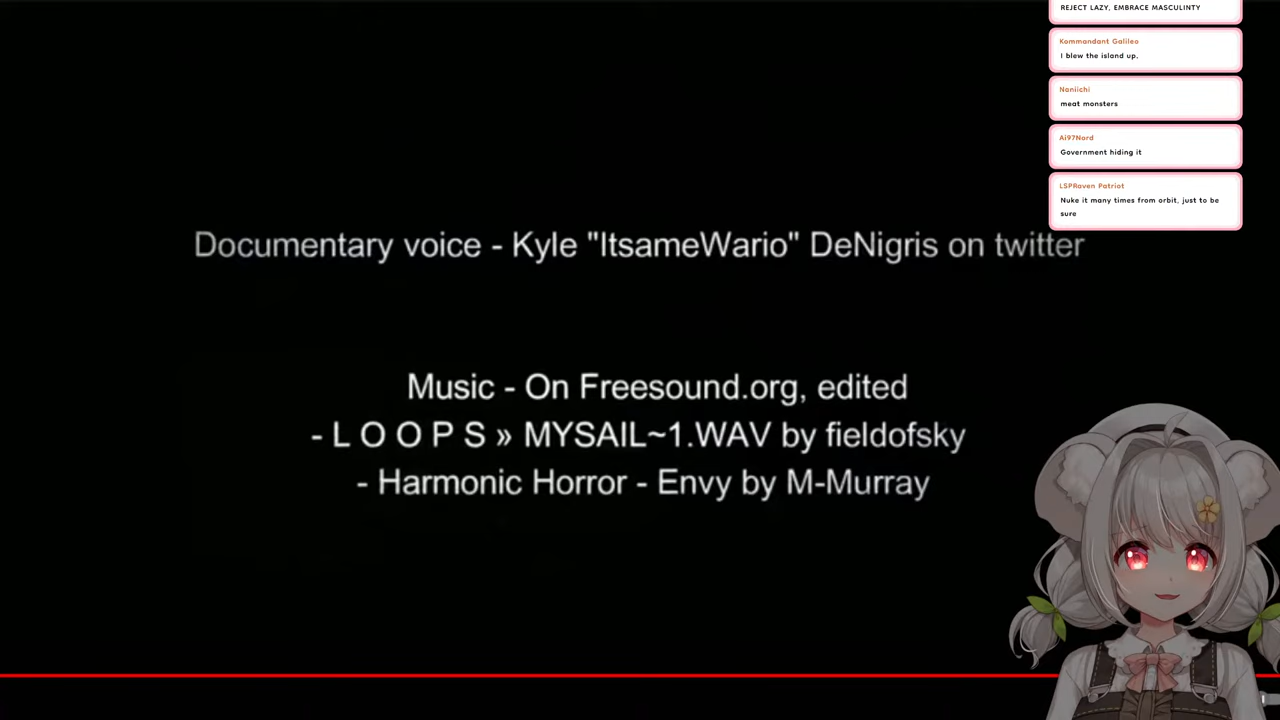 REJECT LAZY, EMBRACE MASCULINTY
Kommandant Galileo
I blew the island up.
Naniichi
meat monsters
Ai97Nord
Government hiding it
LSPRaven Patriot
Nuke it many times from orbit, just to be
sure
Documentary voice - Kyle "ItsameWario" DeNigris on twitter
Music - On Freesound.org, edited
- L O O P S » MYSAIL~1.WAV by fieldofsky
- Harmonic Horror - Envy by M-Murray